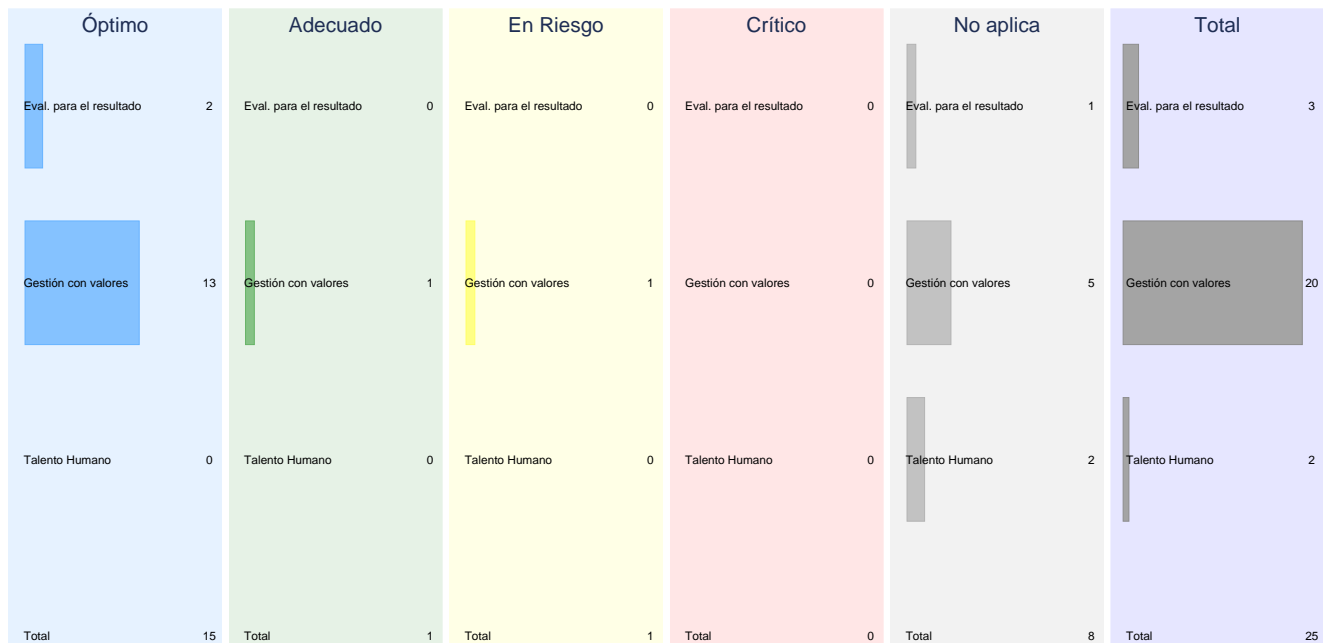 Óptimo Adecuado En Riesgo Crítico No aplica Total
Eval. para el resultado 2 Eval. para el resultado 0 Eval. para el resultado 0 Eval. para el resultado 0 Eval. para el resultado 1 Eval. para el resultado 3
Gestión con valores 13 Gestión con valores 1 Gestión con valores 1 Gestión con valores 0 Gestión con valores 5 Gestión con valores 20
Talento Humano 0 Talento Humano 0 Talento Humano 0 Talento Humano 0 Talento Humano 2 Talento Humano 2
Total 15 Total 1 Total 1 Total 0 Total 8 Total 25